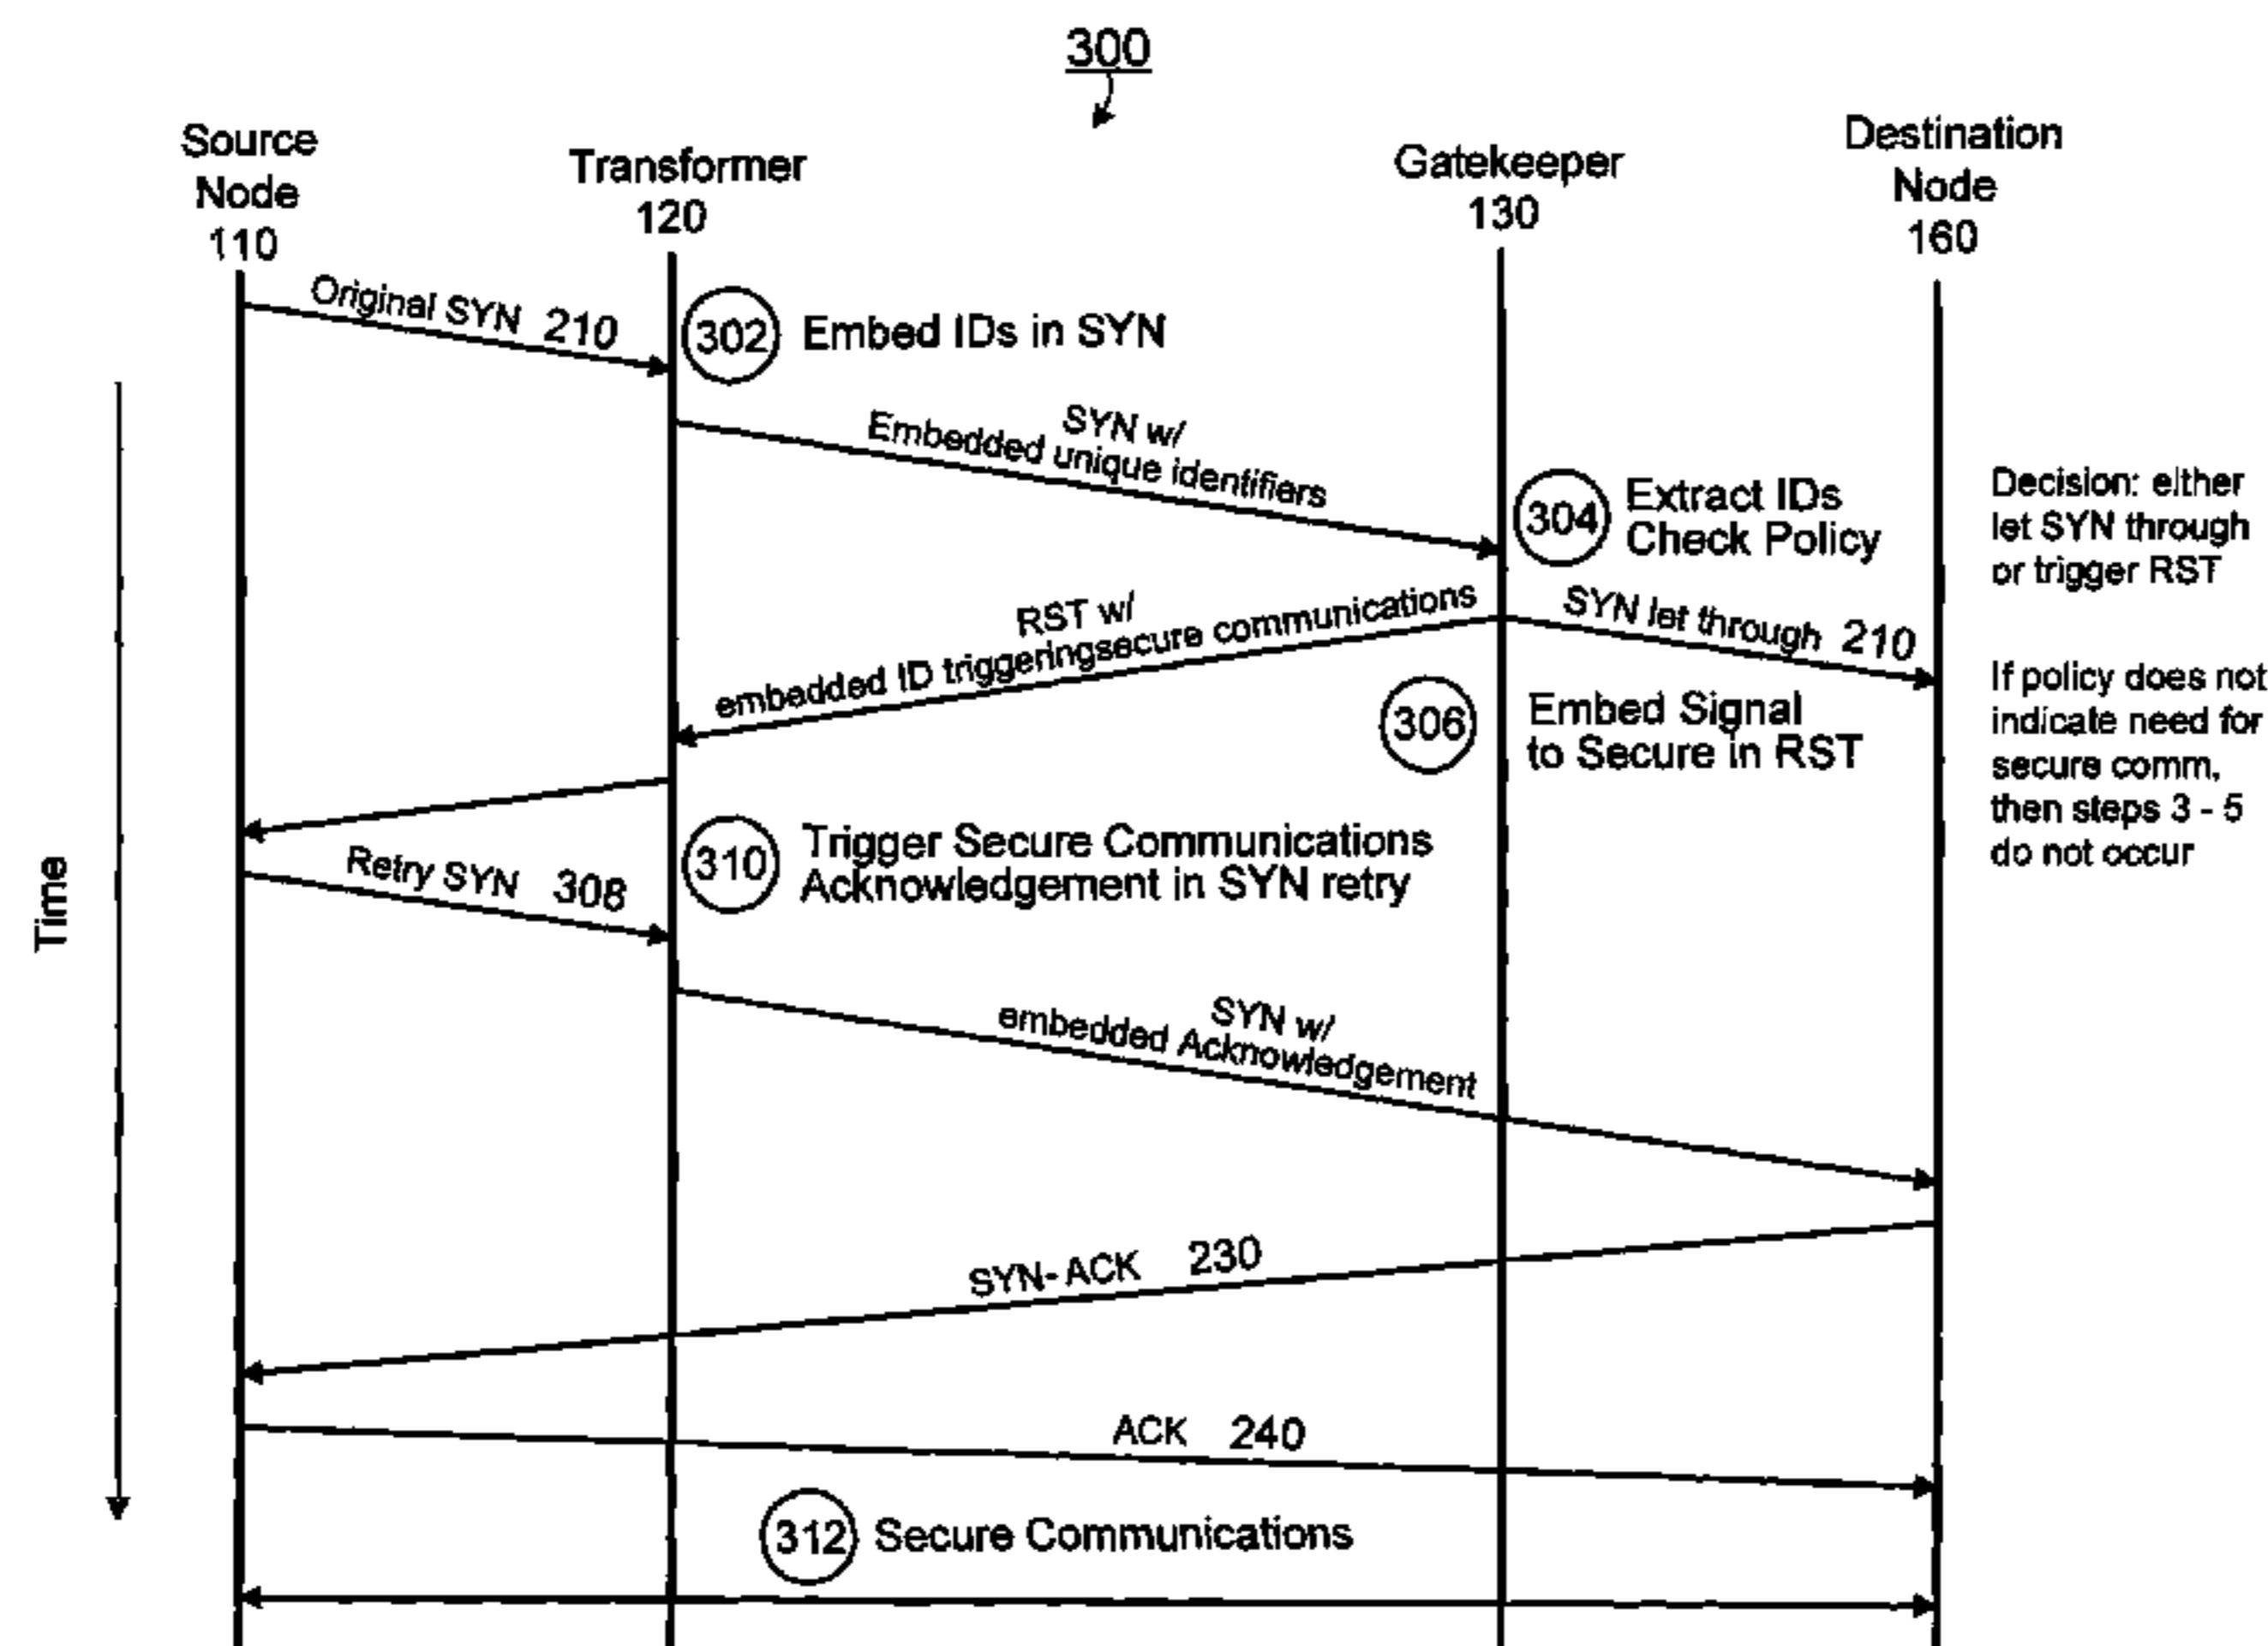 300
Source
Node
110
Transformer
120
Gatekeeper
130
Destination
Node
160
Original SYN 210
302 Embed IDs in SYN
SYN w/
Embedded unique identifiers
304 Extract IDs
Check Policy
Decision: either
let SYN through
or trigger RST
RST w/
embedded ID triggeringsecure communications
SYN let through 210
306 Embed Signal
to Secure in RST
If policy does not
indicate need for
secure comm,
then steps 3 - 5
do not occur
Time
Retry SYN 308
310 Trigger Secure Communications
Acknowledgement in SYN retry
SYN w/
embedded Acknowledgement
SYN-ACK 230
ACK 240
312 Secure Communications